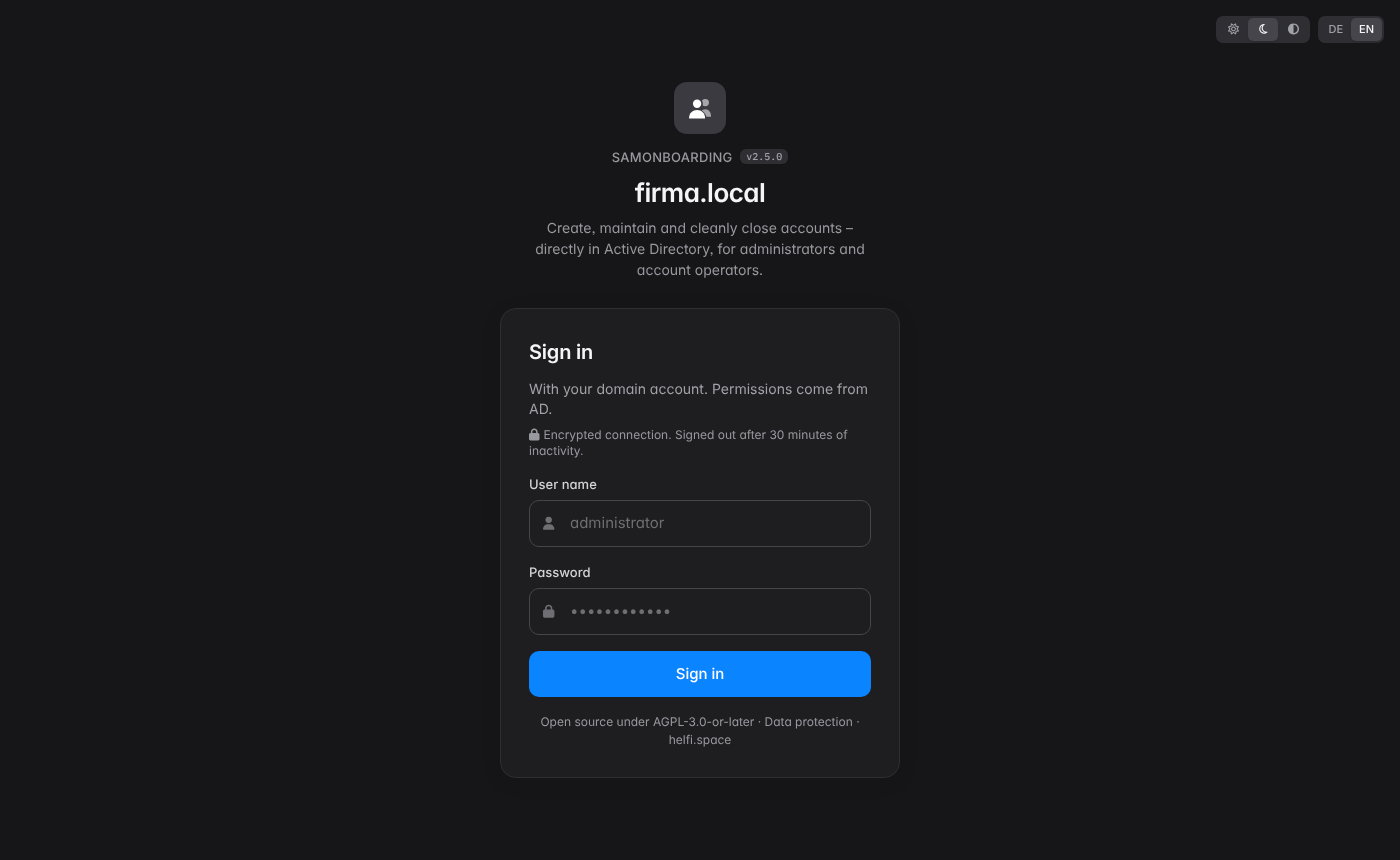 DE EN
SAMONBOARDING v2.5.0
firma.local
Create, maintain and cleanly close accounts –
directly in Active Directory, for administrators and
account operators.
Sign in
With your domain account. Permissions come from
AD.
Encrypted connection. Signed out after 30 minutes of
inactivity.
User name
administrator
Password
••••••••••••
Sign in
Open source under AGPL-3.0-or-later · Data protection ·
helfi.space